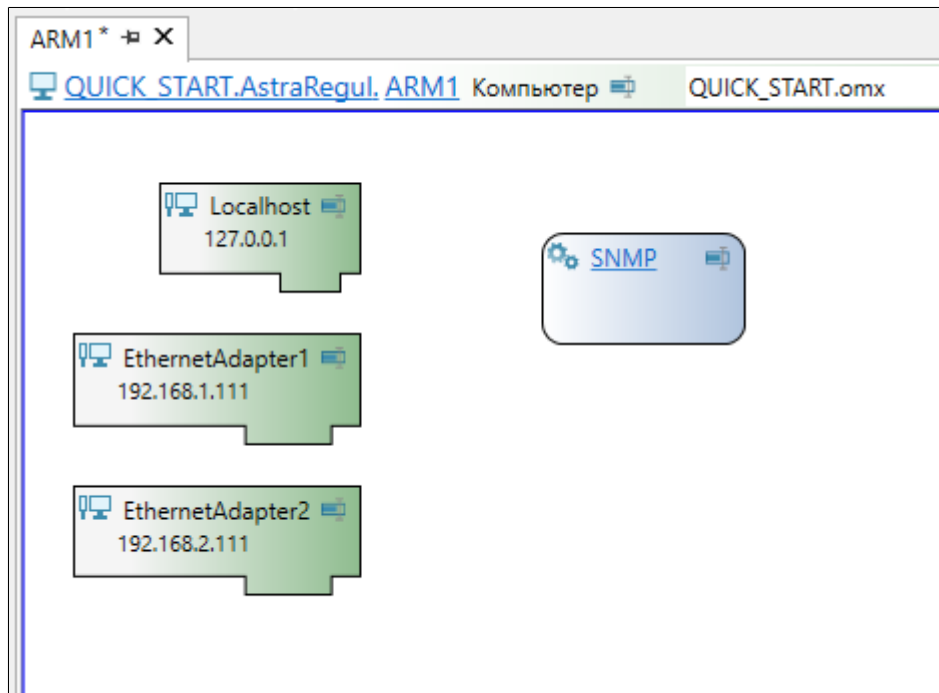 ARM1*
QUICK_START.AstraRegul. ARM1 Компьютер QUICK_START.omx
Localhost
127.0.0.1
SNMP
EthernetAdapter1
192.168.1.111
EthernetAdapter2
192.168.2.111